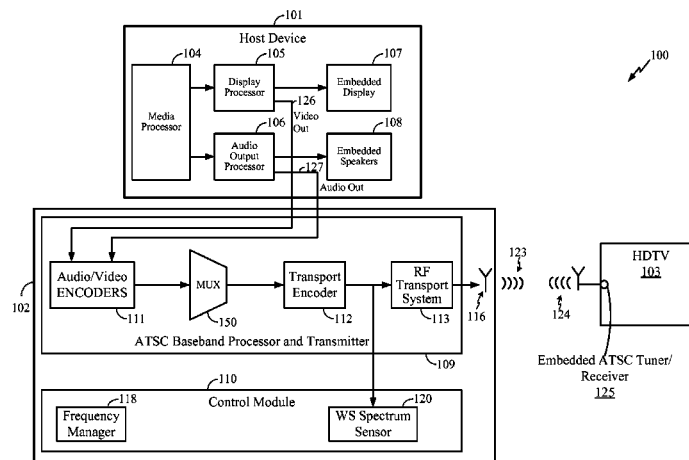 101
Host Device
104
105
107
100
Media
Processor
Display
Processor
Embedded
Display
126
106
Video
Out
108
Audio
Output
Processor
Embedded
Speakers
127
Audio Out
102
Audio/Video
ENCODERS
111
MUX
150
Transport
Encoder
112
RF
Transport
System
113
116
123
124
HDTV
103
ATSC Baseband Processor and Transmitter
109
Embedded ATSC Tuner/
Receiver
125
110
Control Module
118
Frequency
Manager
120
WS Spectrum
Sensor